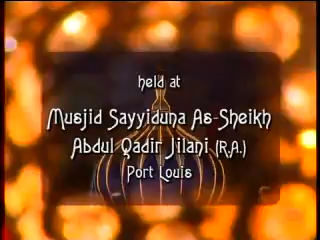 held at
Musjid Sayyiduna As-Sheikh
Abdul Qadir Jilani (R.A.)
Port Louis